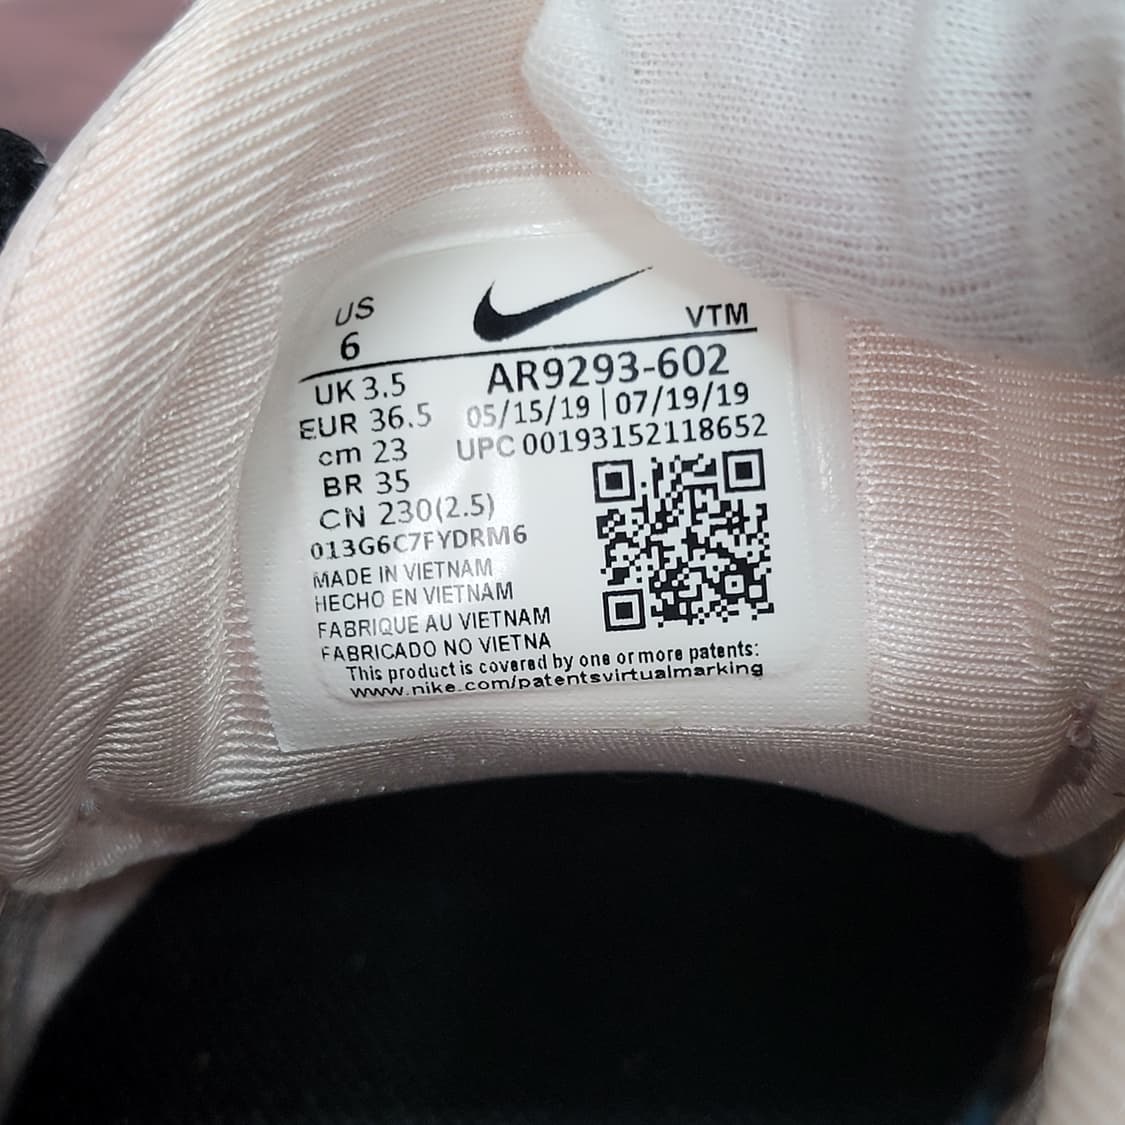 US
6
VTM
UK 3.5
EUR 36.5
cm 23
BR 35
CN 230(2.5)
AR9293-602
05/15/19 | 07/19/19
UPC 00193152118652
013G6C7FYDRM6
MADE IN VIETNAM
HECHO EN VIETNAM
FABRIQUE AU VIETNAM
FABRICADO NO VIETNA
This product is covered by one or more patents:
www.nike.com/patentsvirtualmarking